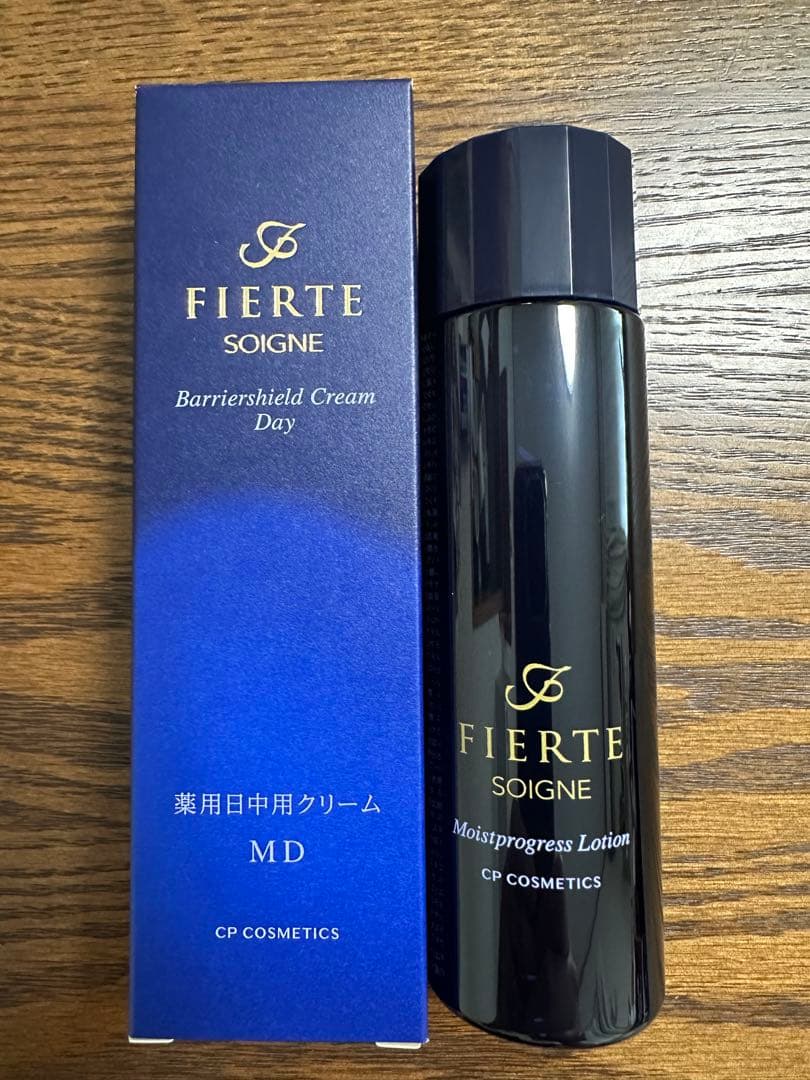 FIERTE
SOIGNE
Barriershield Cream
Day
薬用日中用クリーム
MD
CP COSMETICS
FIERTE
SOIGNE
Moistprogress Lotion
CP COSMETICS